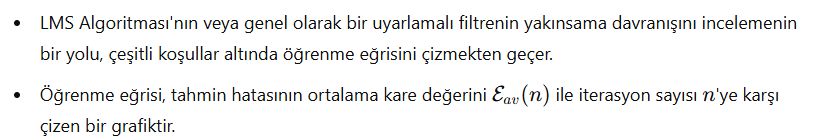 • LMS Algoritması'nın veya genel olarak bir uyarlamalı filtrenin yakınsama davranışını incelemenin
bir yolu, çeşitli koşullar altında öğrenme eğrisini çizmekten geçer.
• Öğrenme eğrisi, tahmin hatasının ortalama kare değerini $\mathcal{E}_{av}(n)$ ile iterasyon sayısı $n$'ye karşı
çizen bir grafiktir.